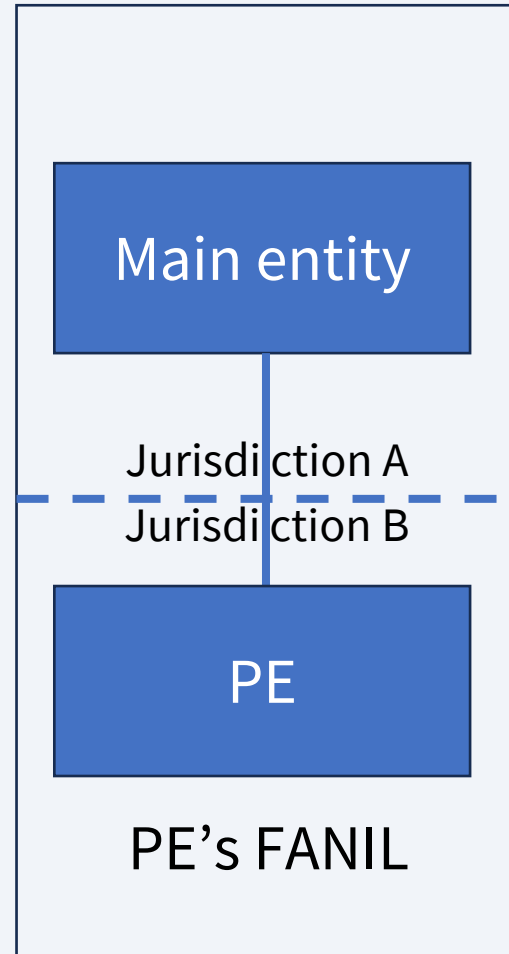 Main entity
Jurisdiction A
Jurisdiction B
PE
PE’s FANIL